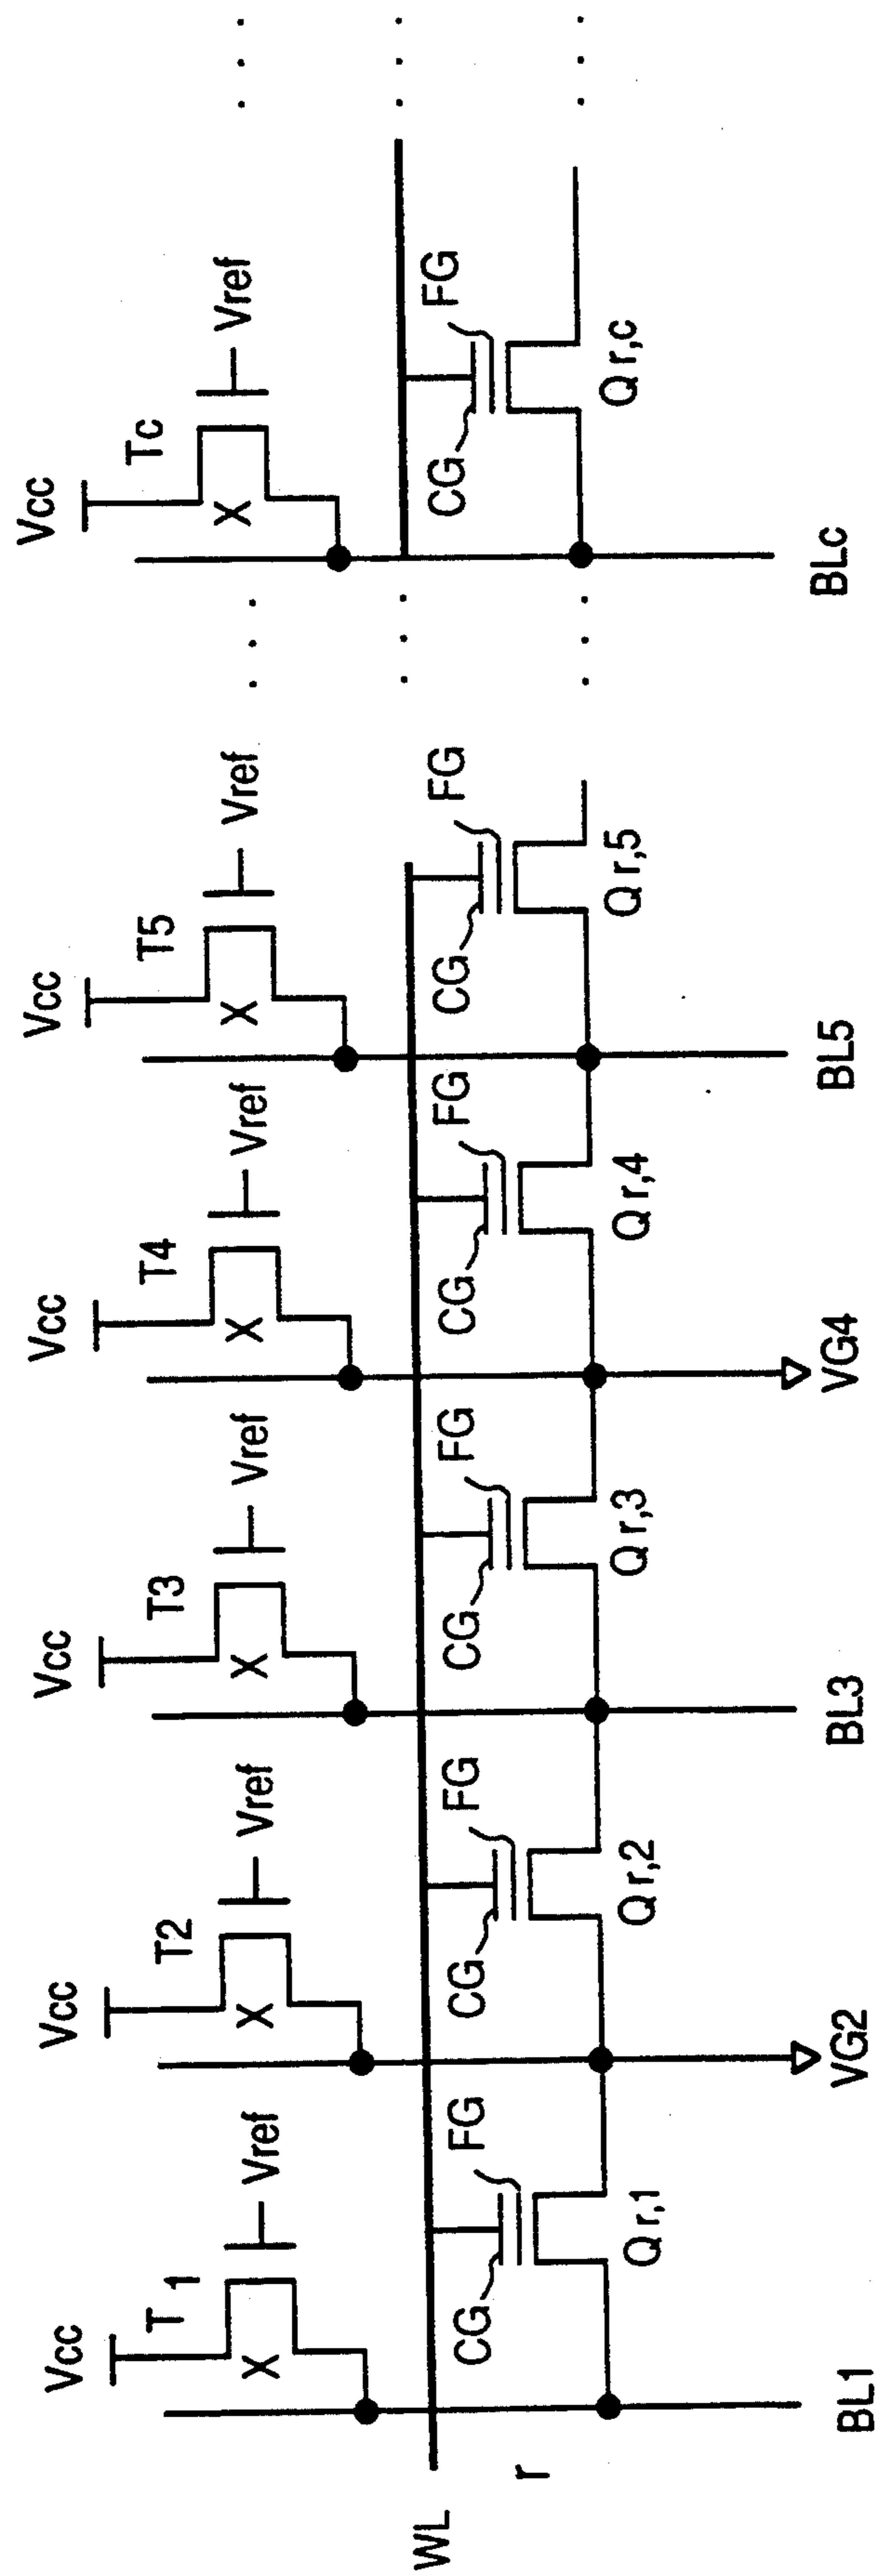 Vcc Vcc Vcc Vcc Vcc Vcc
T1 T2 T3 T4 T5 Tc
X X X X X X
Vref Vref Vref Vref Vref Vref
. . . . . .
WL
. . . . . .
CG FG CG FG CG FG CG FG CG FG CG FG
r
Qr,1 Qr,2 Qr,3 Qr,4 Qr,5 Qr,c
. . . . . .
BL1 VG2 BL3 VG4 BL5 BLc